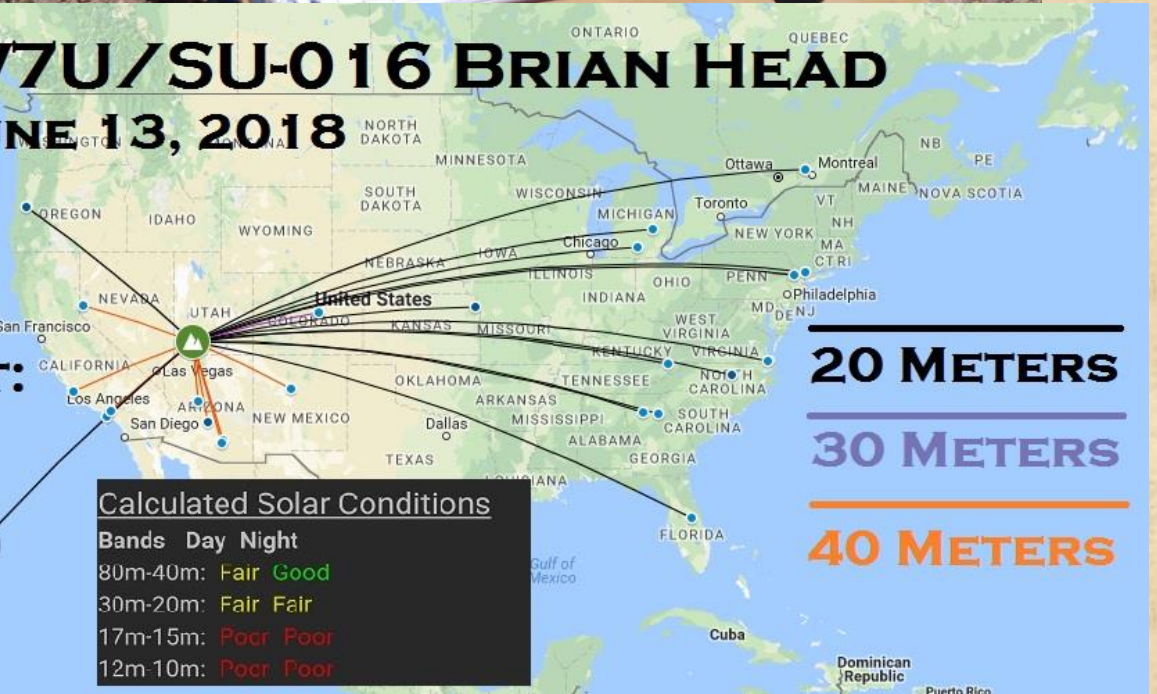 7U/SU-016 BRIAN HEAD
NE 13, 2018
ONTARIO
QUEBEC
NORTH DAKOTA
MINNESOTA
Ottawa
Montreal
NB
PE
MAINE
NOVA SCOTIA
OREGON
IDAHO
SOUTH DAKOTA
WISCONSIN
MICHIGAN
Toronto
VT
NH
WYOMING
NEW YORK
MA
CT RI
Chicago
IOWA
NEBRASKA
ILLINOIS
OHIO
PENN
NEVADA
UTAH
United States
INDIANA
Philadelphia
MD
DE
NJ
San Francisco
COLORADO
KANSAS
MISSOURI
WEST VIRGINIA
KENTUCKY
VIRGINIA
CALIFORNIA
Las Vegas
OKLAHOMA
TENNESSEE
NORTH CAROLINA
Los Angeles
ARIZONA
NEW MEXICO
ARKANSAS
San Diego
Dallas
MISSISSIPPI
SOUTH CAROLINA
ALABAMA
TEXAS
GEORGIA
LOUISIANA
FLORIDA
Gulf of Mexico
Cuba
Dominican Republic
Puerto Rico
20 METERS
30 METERS
40 METERS
Calculated Solar Conditions
Bands Day Night
80m-40m: Fair Good
30m-20m: Fair Fair
17m-15m: Poor Poor
12m-10m: Poor Poor